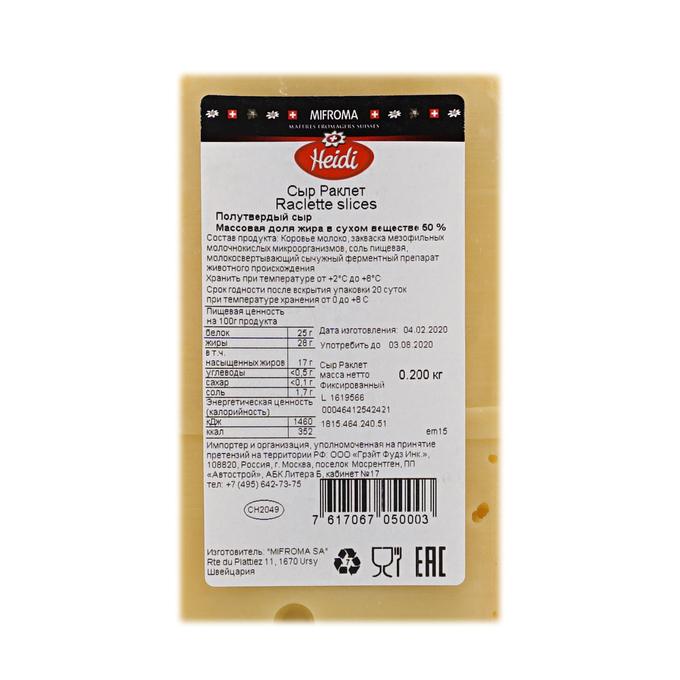 MIFROMA
MAÎTRES FROMAGERS SUISSES
Heidi
Сыр Раклет
Raclette slices
Полутвердый сыр
Массовая доля жира в сухом веществе 50 %
Состав продукта: Коровье молоко, закваска мезофильных
молочнокислых микроорганизмов, соль пищевая,
молокосвертывающий сычужный ферментный препарат
животного происхождения
Хранить при температуре от +2°С до +6°С
Срок годности после вскрытия упаковки 20 суток
при температуре хранения от 0 до +6 С
Пищевая ценность
на 100г продукта
белок 25 г
жиры 28 г
в т.ч.
насыщенных жиров 17 г
углеводы <0,5 г
сахар <0,1 г
соль 1,7 г
Энергетическая ценность
(калорийность)
кДж 1460
ккал 352
Дата изготовления: 04.02.2020
Употребить до 03.08.2020
Сыр Раклет
масса нетто
Фиксированный
0.200 кг
L 1619566
00046412542421
1815.464.240.51
em15
Импортер и организация, уполномоченная на принятие
претензий на территории РФ: ООО «Грэйт Фудз Инк.»,
108820, Россия, г. Москва, поселок Мосрентген, ПП
«Автострой», АБК Литера Б, кабинет №17
тел: +7 (495) 642-73-75
CH2049
7 617067 050003
Изготовитель: "MIFROMA SA"
Rte du Plattiez 11, 1670 Ursy
Швейцария
7
EAC